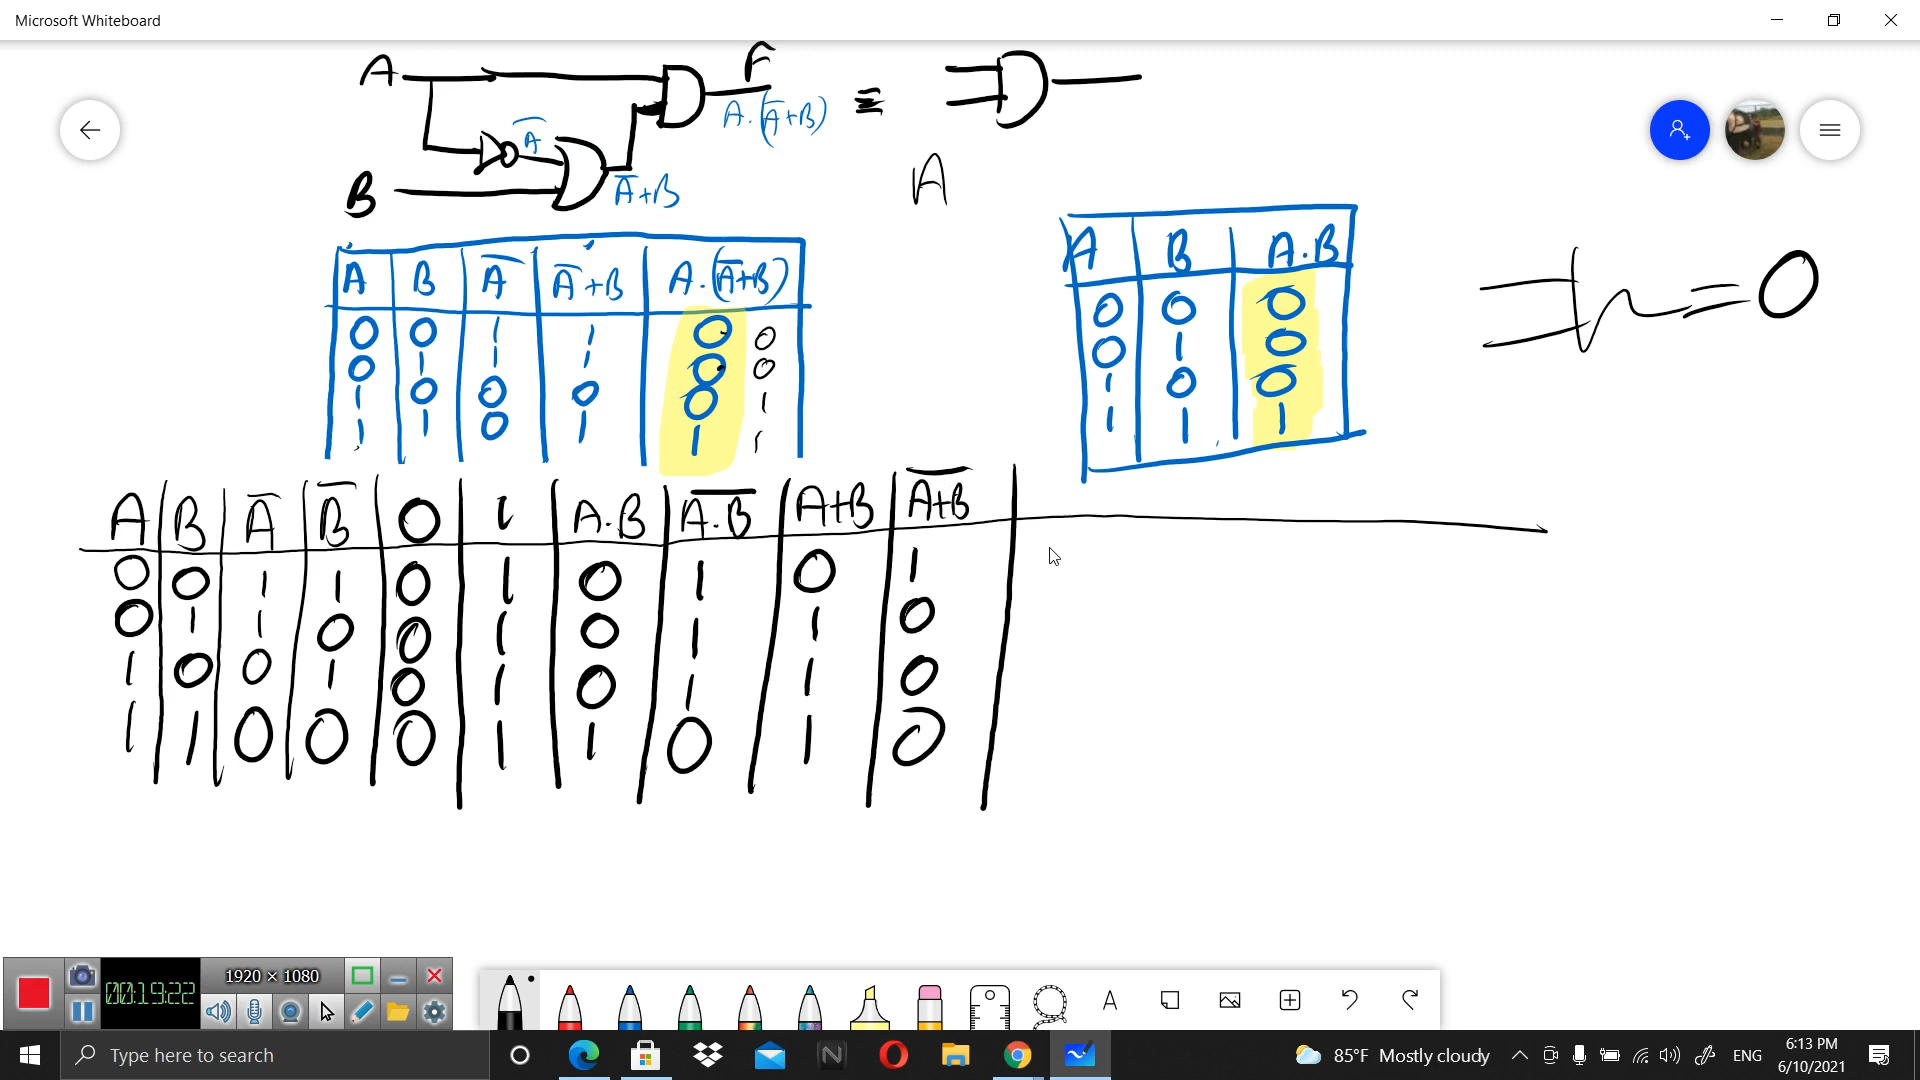 Microsoft Whiteboard
A F
A̅ A.(A̅+B) ≡
B A̅+B A
A B A̅ A̅+B A.(A̅+B)
0 0 1 1 0 0
0 1 1 1 0 0
1 0 0 0 0 1
1 1 0 1 1 1
A B A.B
0 0 0
0 1 0
1 0 0
1 1 1
= 0
A B A̅ B̅ 0 1 A.B A̅.̅B̅ A+B A̅+̅B̅
0 0 1 1 0 1 0 1 0 1
0 1 1 0 0 1 0 1 1 0
1 0 0 1 0 1 0 1 1 0
1 1 0 0 0 1 1 0 1 0
1920 × 1080
00:19:22
Type here to search
85°F Mostly cloudy
ENG
6:13 PM
6/10/2021